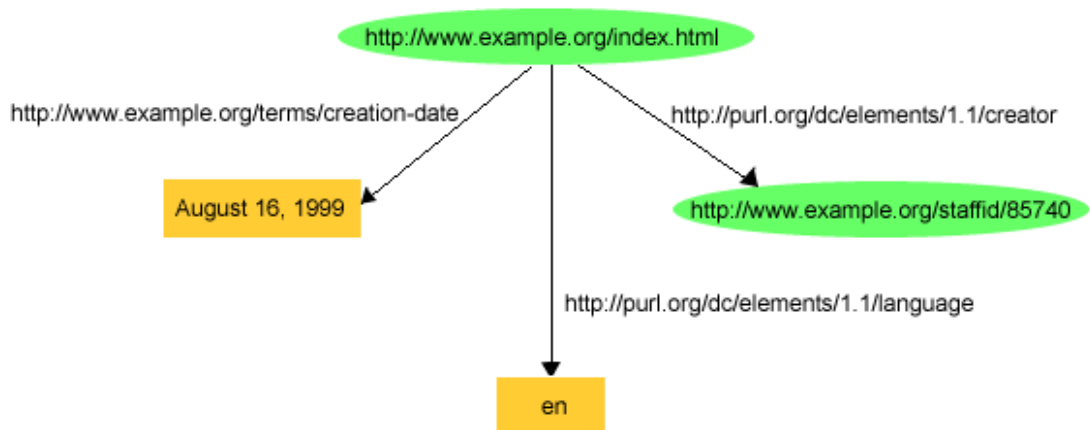 http://www.example.org/index.html
http://www.example.org/terms/creation-date
http://purl.org/dc/elements/1.1/creator
August 16, 1999
http://www.example.org/staffid/85740
http://purl.org/dc/elements/1.1/language
en